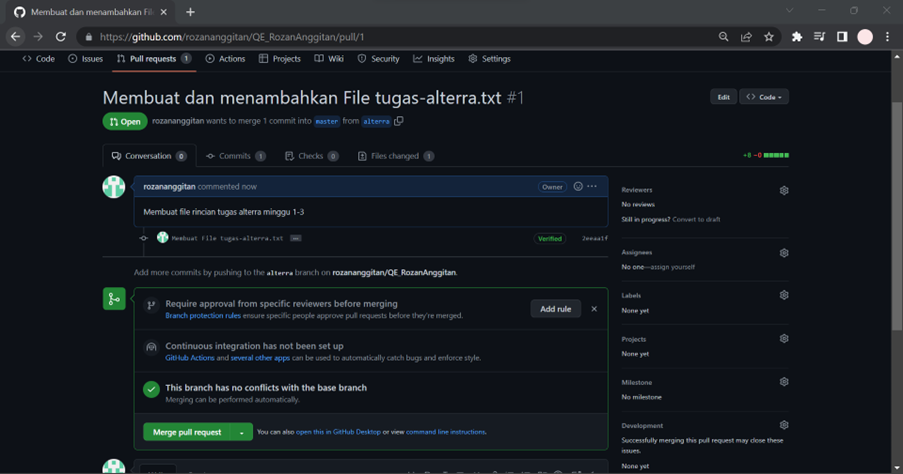 Membuat dan menambahkan Fil
https://github.com/rozananggitan/QE_RozanAnggitan/pull/1
Code Issues Pull requests 1 Actions Projects Wiki Security Insights Settings
Membuat dan menambahkan File tugas-alterra.txt #1
Edit Code
Open rozananggitan wants to merge 1 commit into master from alterra
Conversation 0 Commits 1 Checks 0 Files changed 1
rozananggitan commented now Owner
Membuat file rincian tugas alterra minggu 1-3
Membuat File tugas-alterra.txt Verified 2eeaa1f
Add more commits by pushing to the alterra branch on rozananggitan/QE_RozanAnggitan.
Require approval from specific reviewers before merging
Branch protection rules ensure specific people approve pull requests before they're merged.
Add rule
Continuous integration has not been set up
GitHub Actions and several other apps can be used to automatically catch bugs and enforce style.
This branch has no conflicts with the base branch
Merging can be performed automatically.
Merge pull request You can also open this in GitHub Desktop or view command line instructions.
Reviewers
No reviews
Still in progress? Convert to draft
Assignees
No one—assign yourself
Labels
None yet
Projects
None yet
Milestone
No milestone
Development
Successfully merging this pull request may close these
issues.
None yet